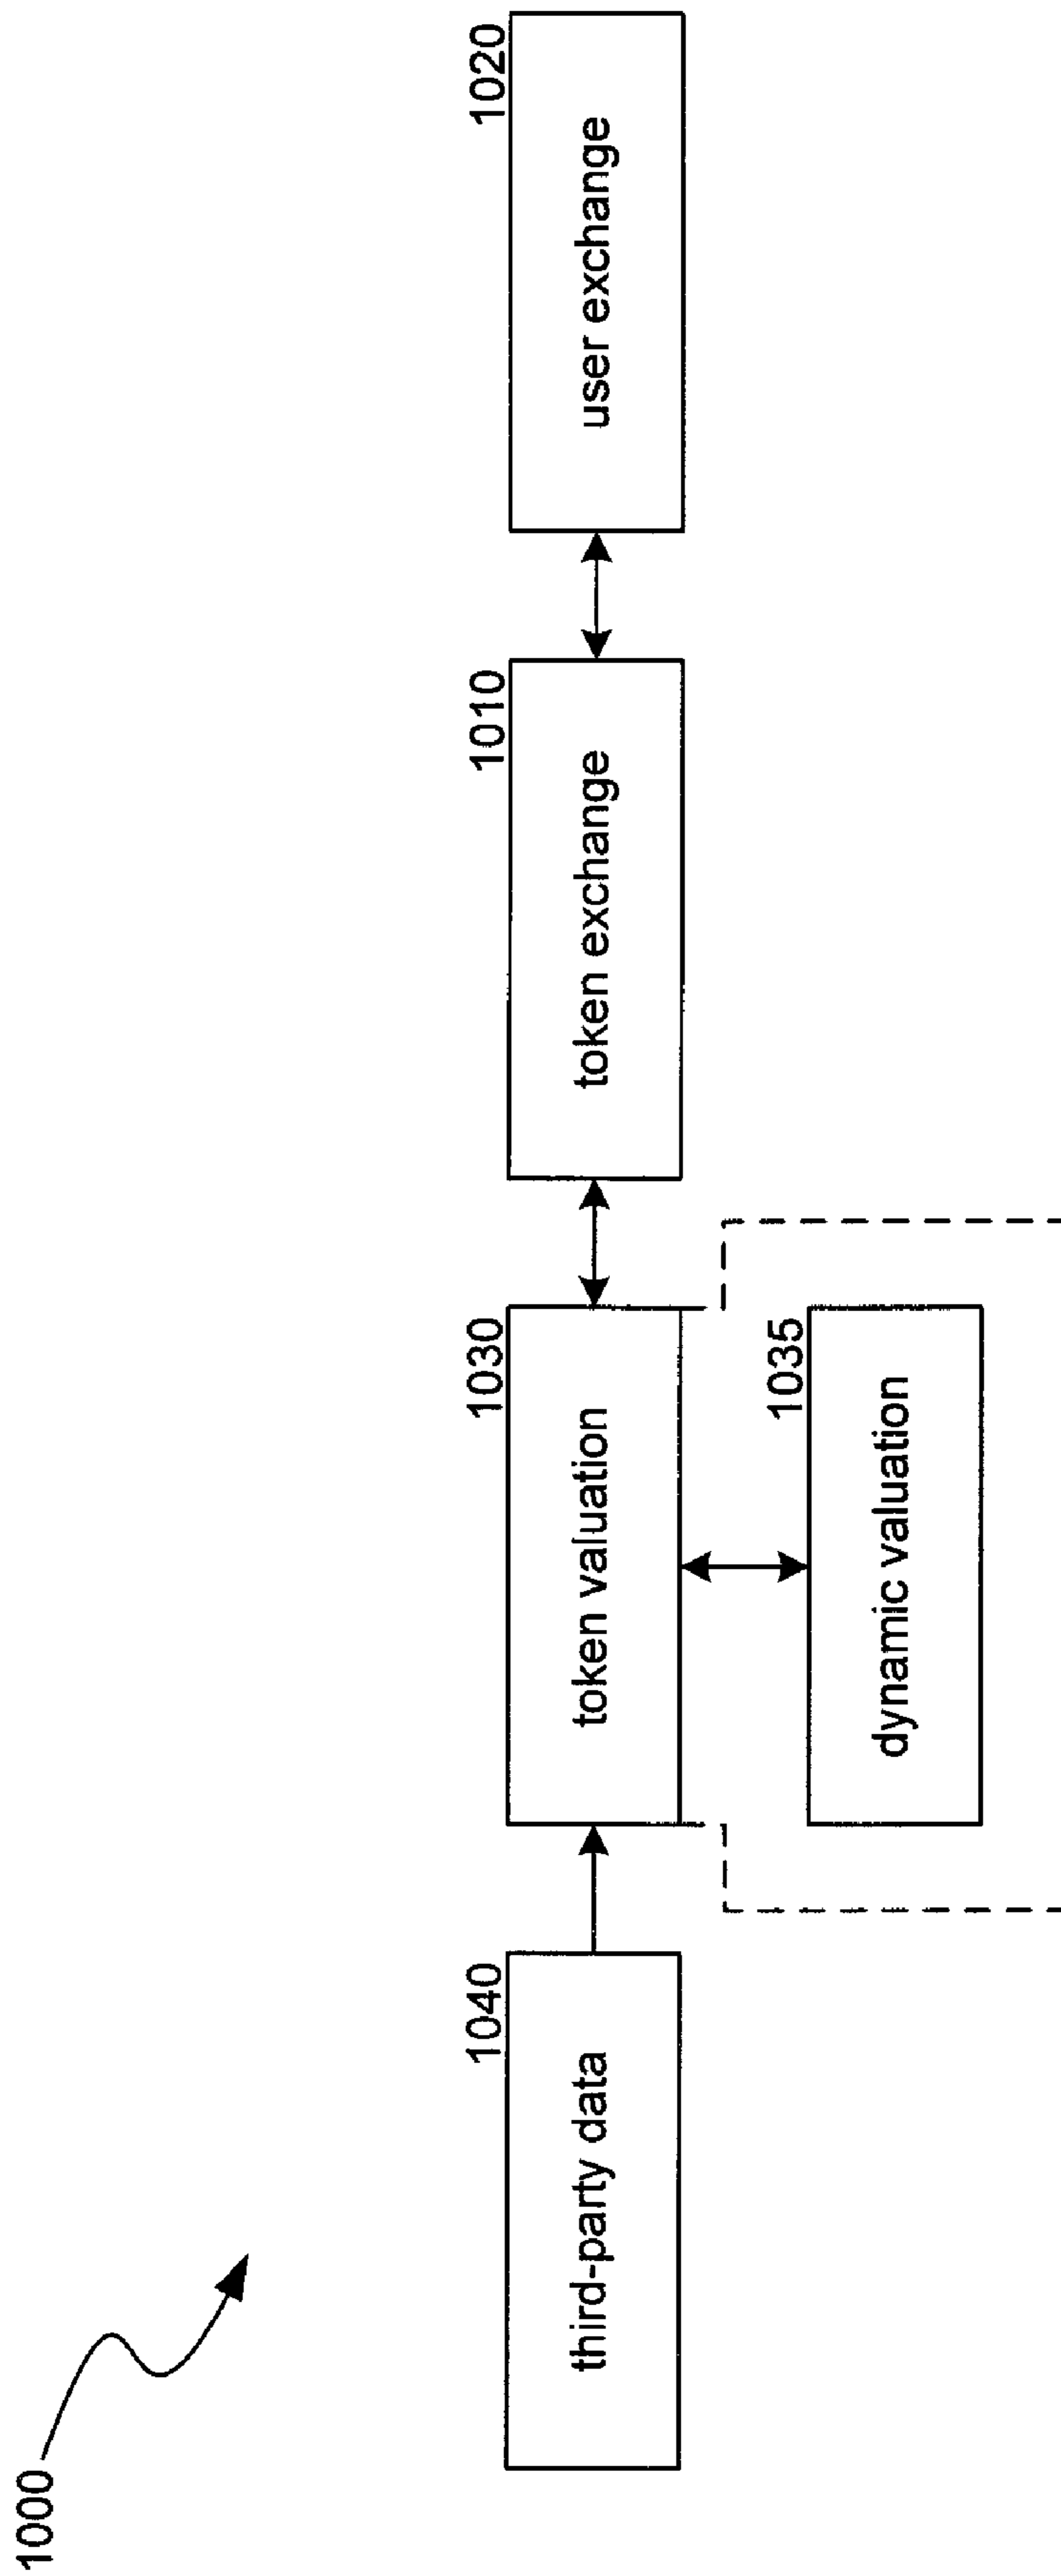 1000
1040
third-party data
1030
token valuation
1035
dynamic valuation
1010
token exchange
1020
user exchange